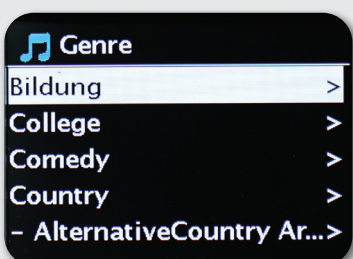 Genre
Bildung >
College >
Comedy >
Country >
– AlternativeCountry Ar...>